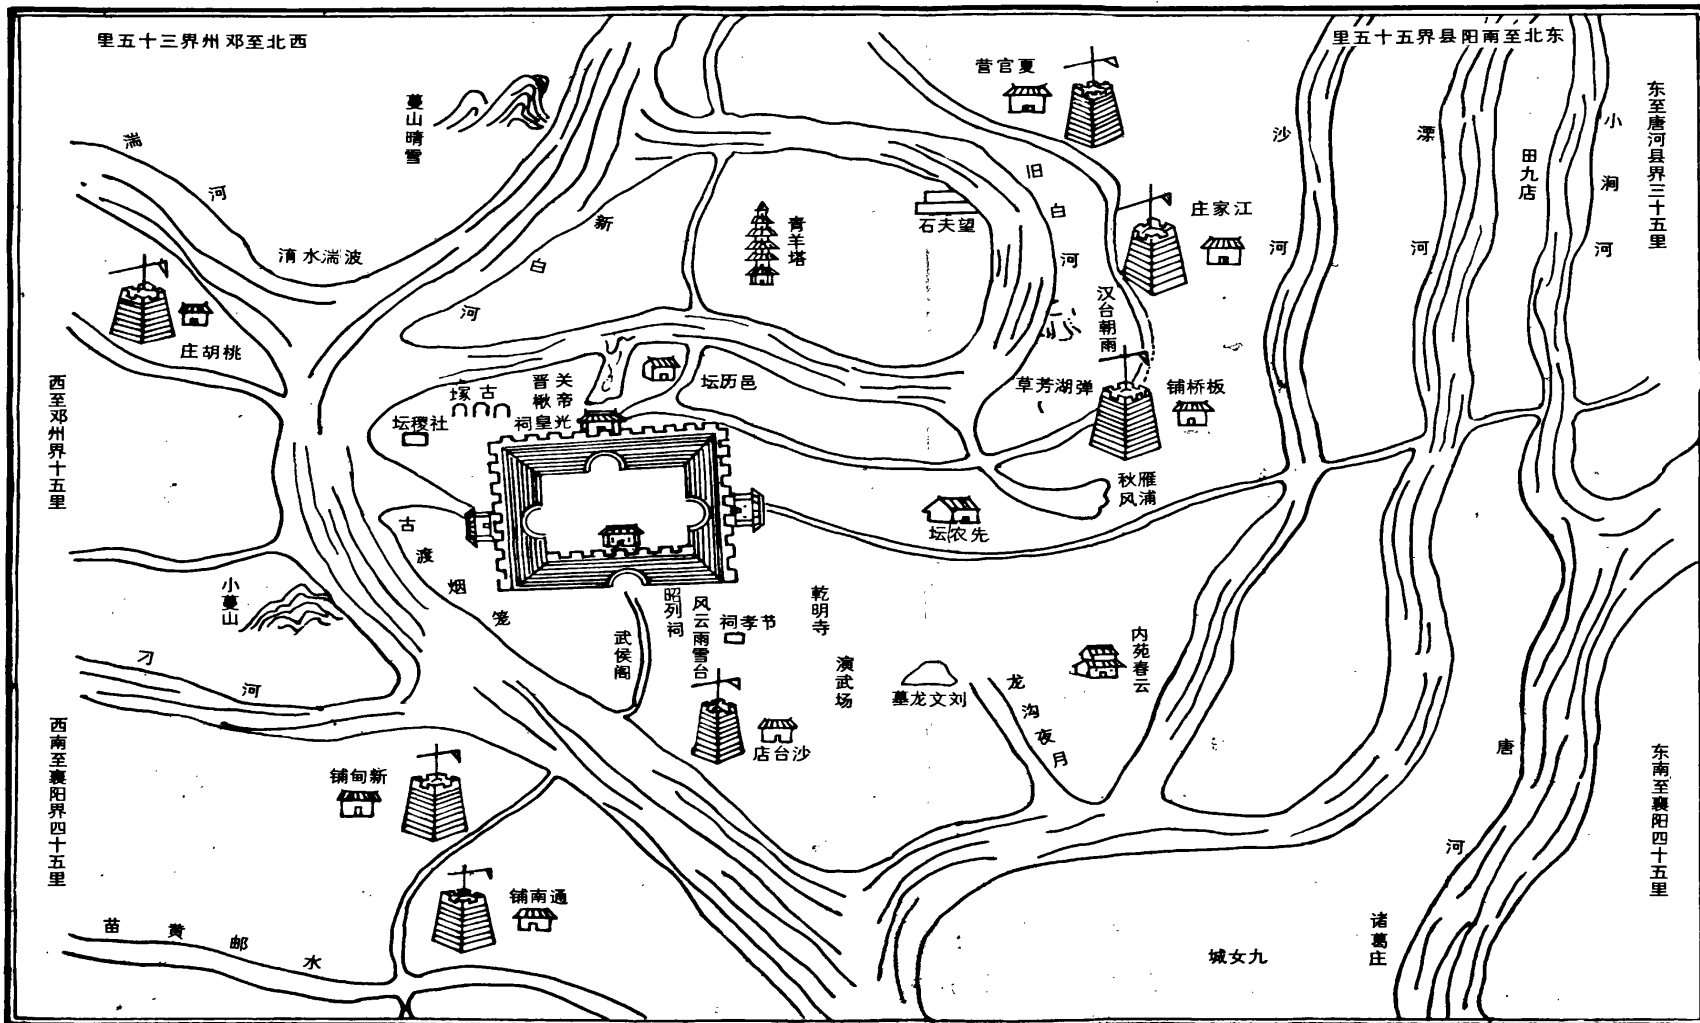 西北至邓州界三十五里
东北至南阳县界五十五里
东至唐河县界三十五里
东南至襄阳四十五里
西至邓州界十五里
西南至襄阳界四十五里
夏官营
蔓山晴雪
湍河
淯水湍波
新白河
青羊塔
望夫石
旧白河
江家庄
沙河
溧河
田九店
小涧河
汉台朝雨
桃胡庄
古塚
社稷坛
关帝
晋楸
光皇祠
邑历坛
弹湖芳草
板桥铺
雁浦
秋风
先农坛
古渡烟笼
小蔓山
刁河
武侯阁
昭列祠
风云雨雪台
节孝祠
乾明寺
演武场
刘文龙墓
龙沟夜月
内苑春云
沙台店
新甸铺
通南铺
苗黄邮水
唐河
诸葛庄
九女城